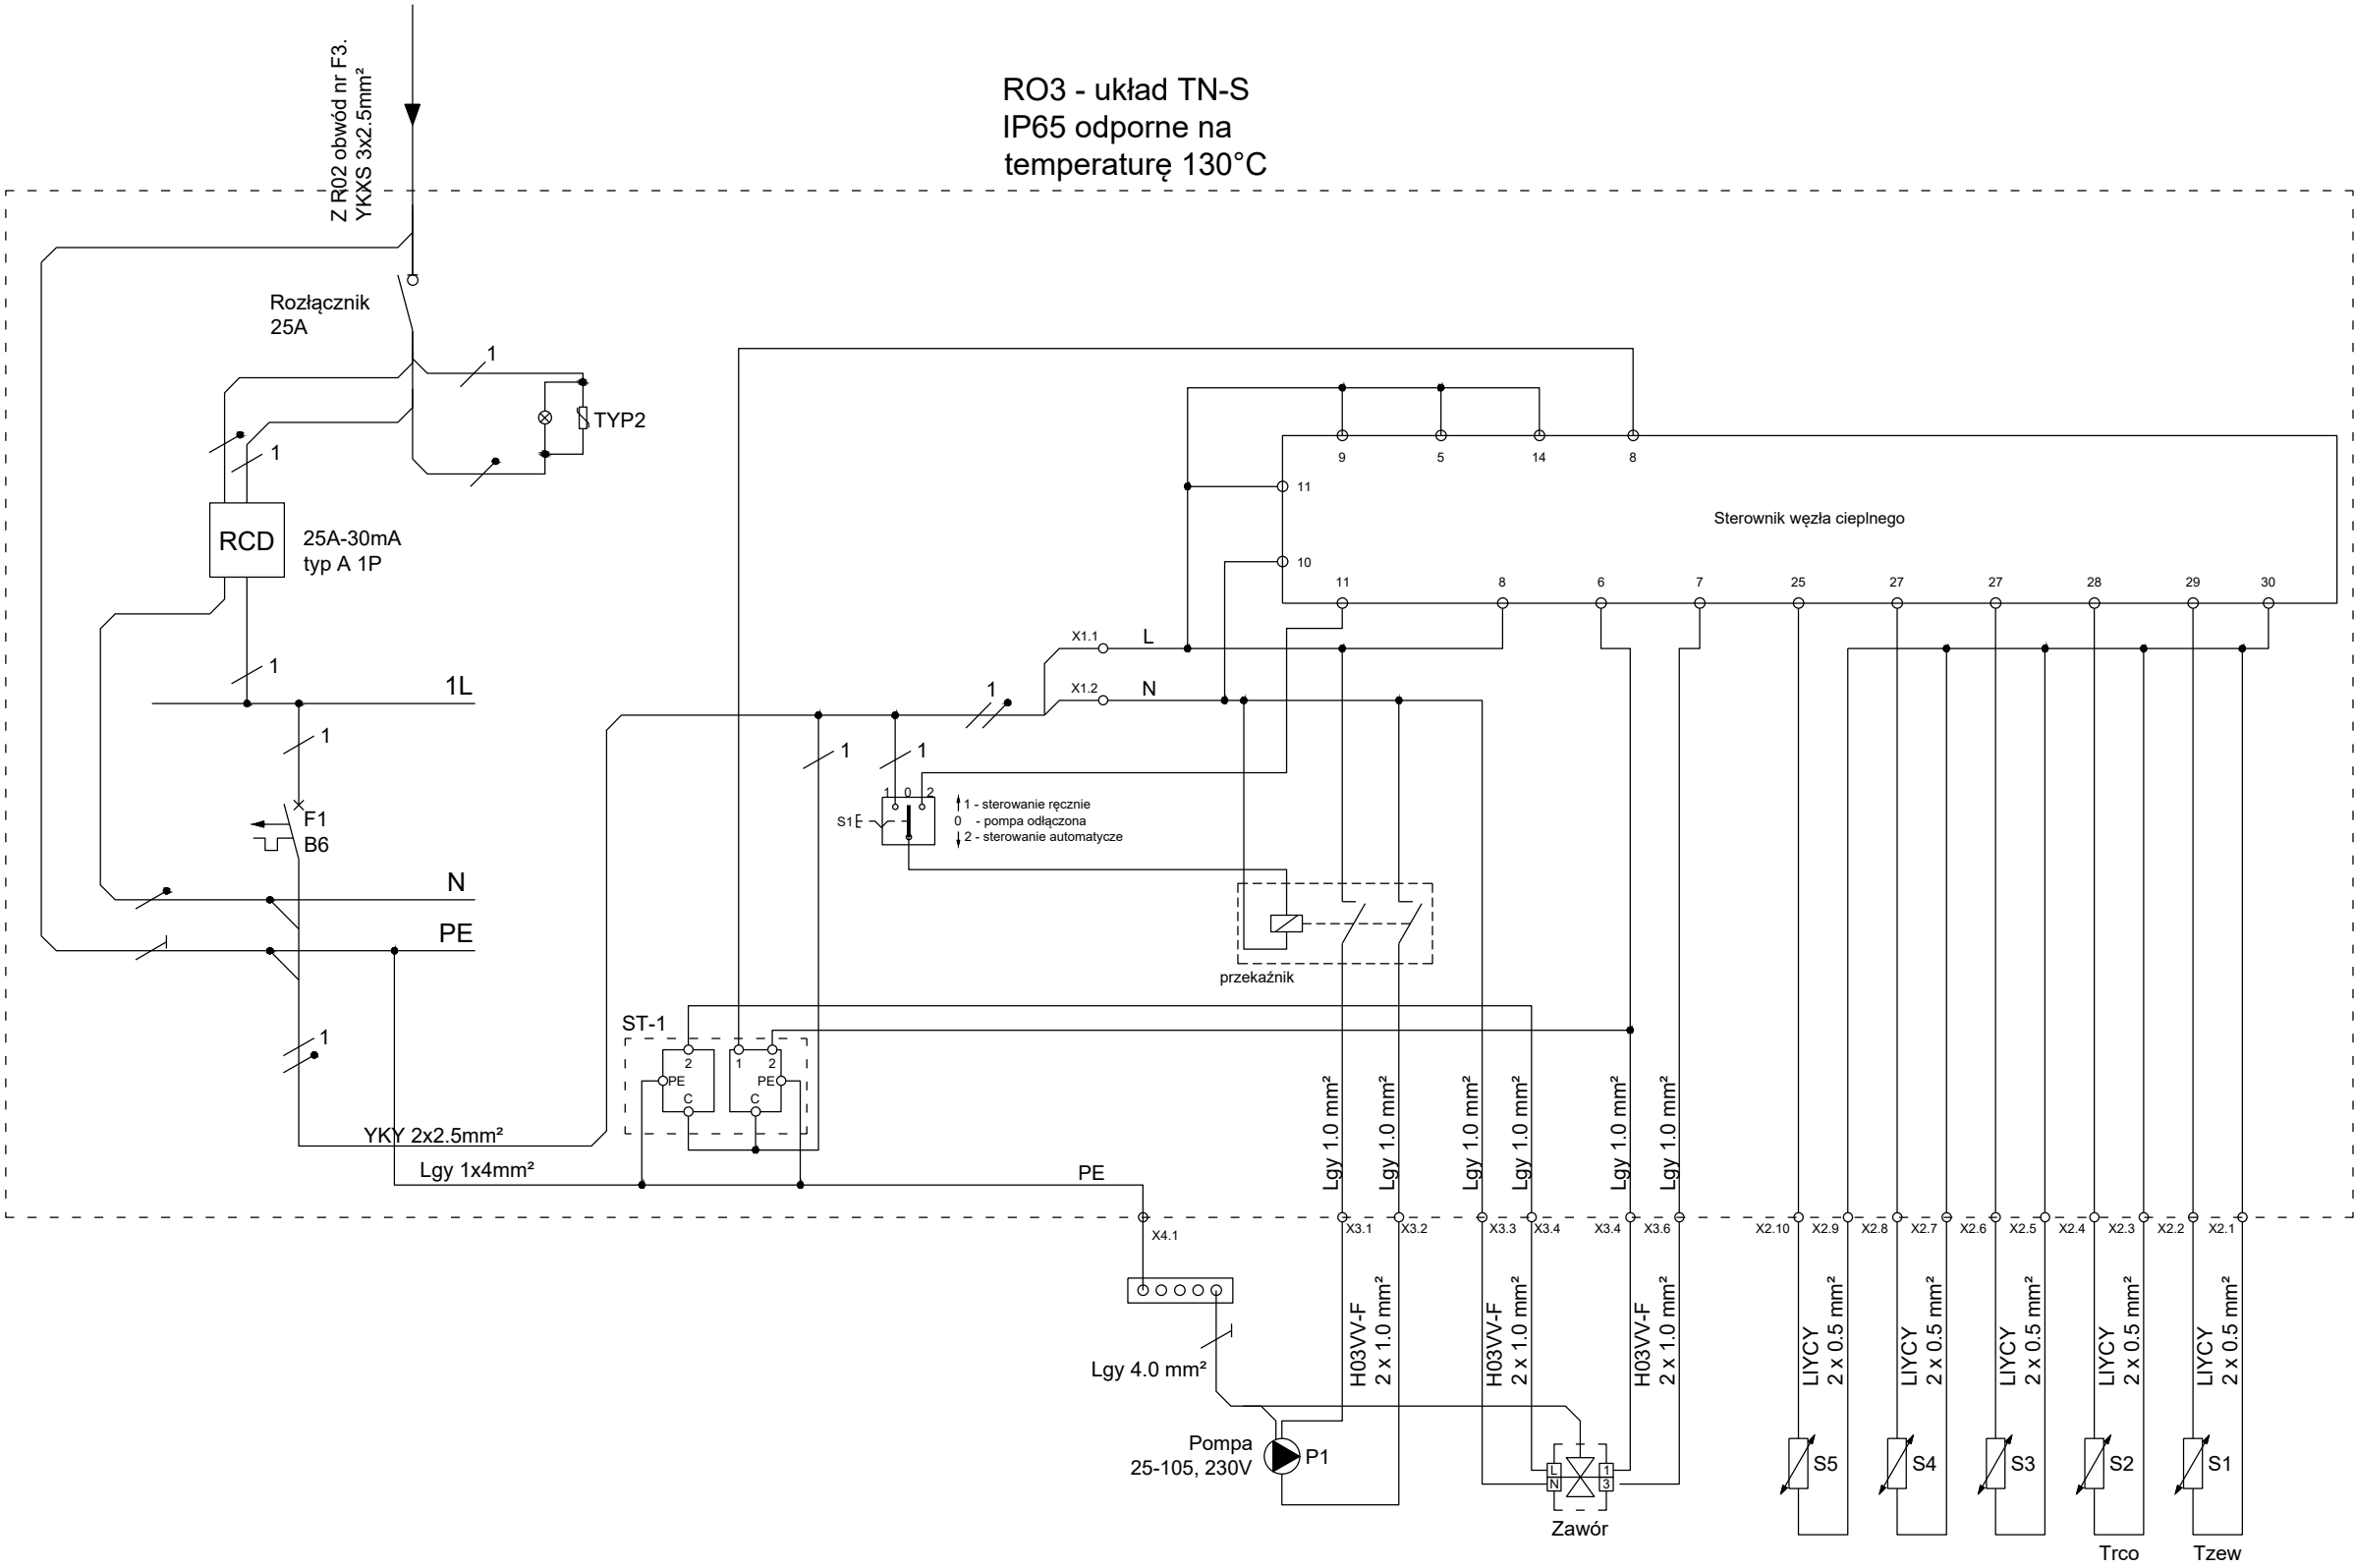 Z R02 obwód nr F3.
YKXS 3x2.5mm²
RO3 - układ TN-S
IP65 odporne na
temperaturę 130°C
Rozłącznik
25A
1
TYP2
1
RCD
25A-30mA
typ A 1P
1
1L
1
F1
B6
N
PE
1
YKY 2x2.5mm²
Lgy 1x4mm²
PE
9
5
14
8
11
10
Sterownik węzła cieplnego
11
8
6
7
25
27
27
28
29
30
X1.1
L
X1.2
N
1
1
1
1 0 2
S1
1 - sterowanie ręcznie
0 - pompa odłączona
2 - sterowanie automatycze
przekaźnik
ST-1
2
PE
C
1
2
PE
C
Lgy 1.0 mm²
Lgy 1.0 mm²
Lgy 1.0 mm²
Lgy 1.0 mm²
Lgy 1.0 mm²
Lgy 1.0 mm²
X4.1
X3.1
X3.2
X3.3
X3.4
X3.4
X3.6
X2.10
X2.9
X2.8
X2.7
X2.6
X2.5
X2.4
X2.3
X2.2
X2.1
Lgy 4.0 mm²
H03VV-F
2 x 1.0 mm²
H03VV-F
2 x 1.0 mm²
H03VV-F
2 x 1.0 mm²
LIYCY
2 x 0.5 mm²
LIYCY
2 x 0.5 mm²
LIYCY
2 x 0.5 mm²
LIYCY
2 x 0.5 mm²
LIYCY
2 x 0.5 mm²
Pompa
25-105, 230V
P1
L
N
1
3
Zawór
S5
S4
S3
S2
S1
Trco
Tzew